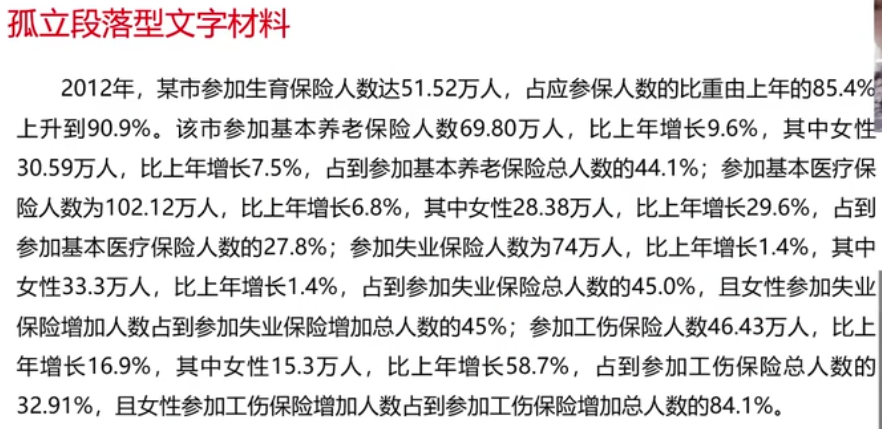 孤立段落型文字材料
2012年，某市参加生育保险人数达51.52万人，占应参保人数的比重由上年的85.4%
上升到90.9%。该市参加基本养老保险人数69.80万人，比上年增长9.6%，其中女性
30.59万人，比上年增长7.5%，占到参加基本养老保险总人数的44.1%；参加基本医疗保
险人数为102.12万人，比上年增长6.8%，其中女性28.38万人，比上年增长29.6%，占到
参加基本医疗保险人数的27.8%；参加失业保险人数为74万人，比上年增长1.4%，其中
女性33.3万人，比上年增长1.4%，占到参加失业保险总人数的45.0%，且女性参加失业
保险增加人数占到参加失业保险增加总人数的45%；参加工伤保险人数46.43万人，比上
年增长16.9%，其中女性15.3万人，比上年增长58.7%，占到参加工伤保险总人数的
32.91%，且女性参加工伤保险增加人数占到参加工伤保险增加总人数的84.1%。